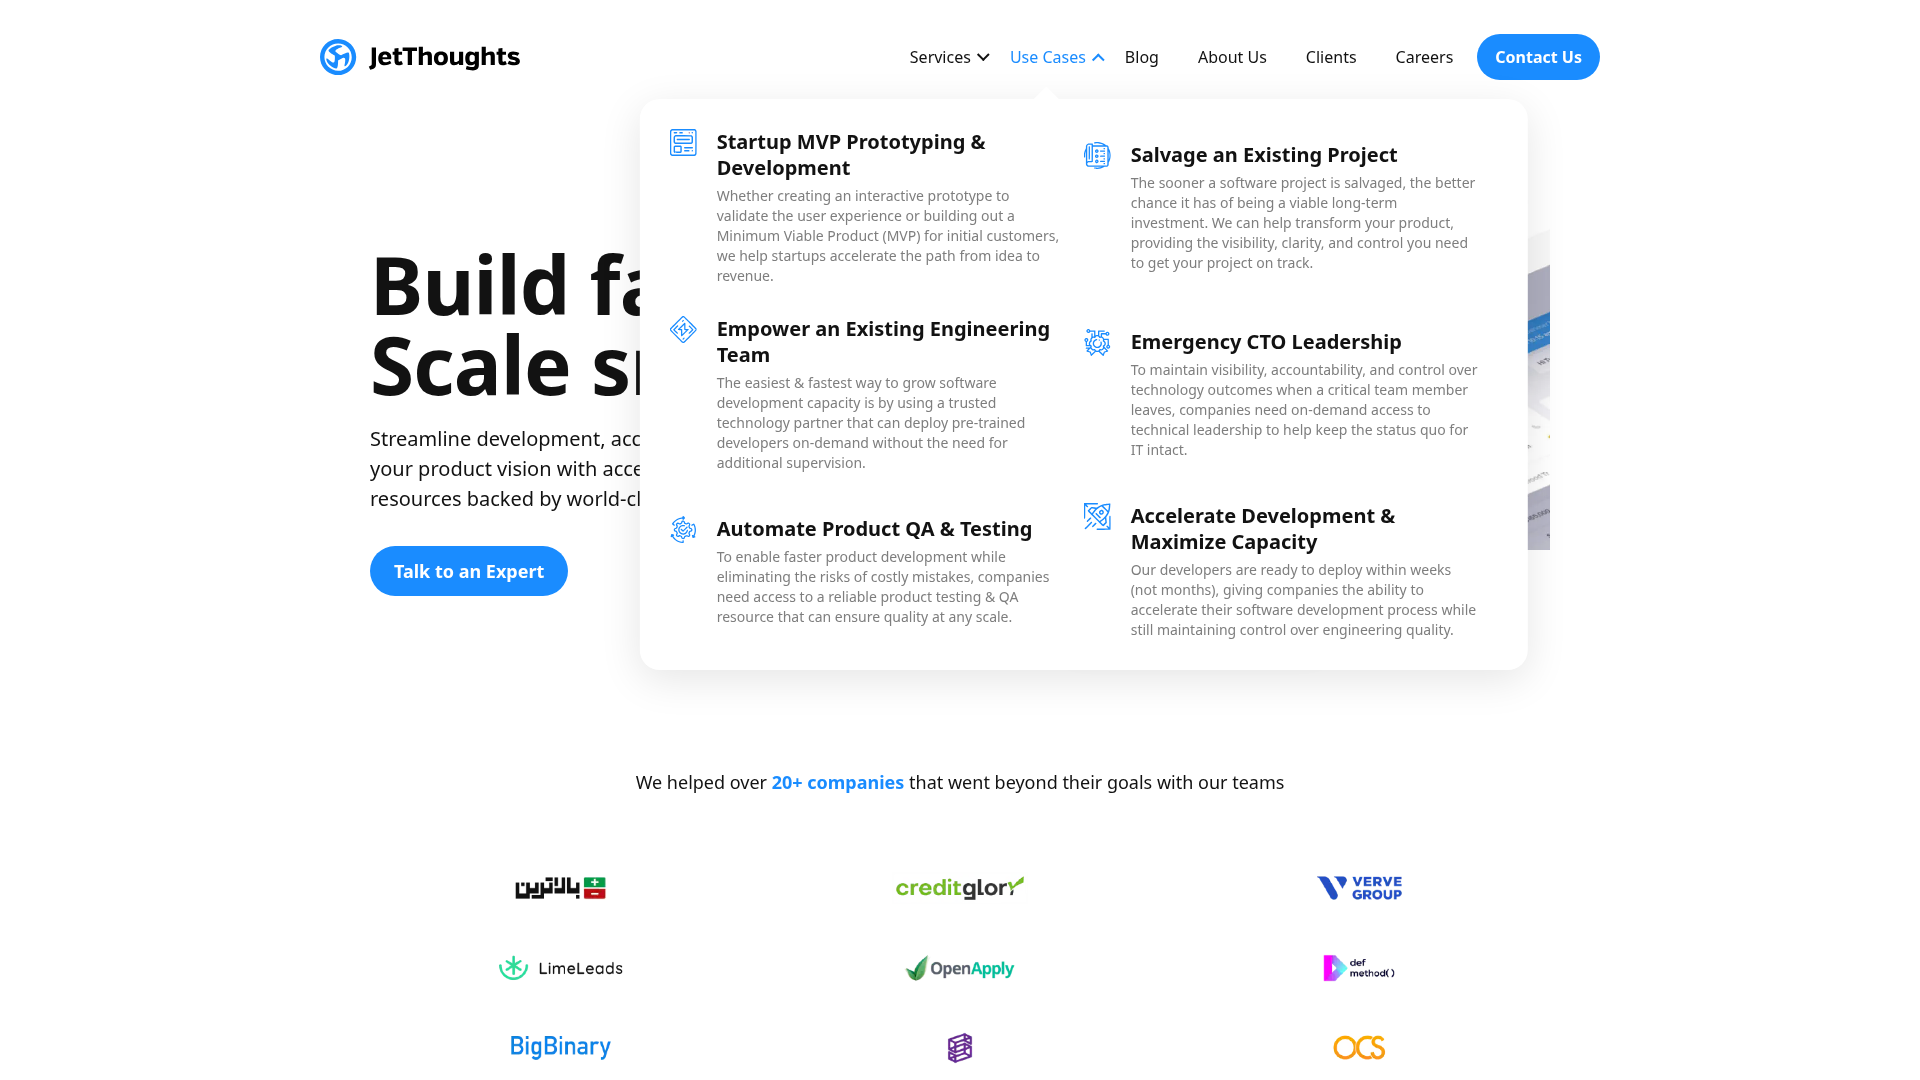 JetThoughts
Services
Use Cases
Blog
About Us
Clients
Careers
Contact Us
Startup MVP Prototyping &
Development
Whether creating an interactive prototype to
validate the user experience or building out a
Minimum Viable Product (MVP) for initial customers,
we help startups accelerate the path from idea to
revenue.
Salvage an Existing Project
The sooner a software project is salvaged, the better
chance it has of being a viable long-term
investment. We can help transform your product,
providing the visibility, clarity, and control you need
to get your project on track.
Empower an Existing Engineering
Team
The easiest & fastest way to grow software
development capacity is by using a trusted
technology partner that can deploy pre-trained
developers on-demand without the need for
additional supervision.
Emergency CTO Leadership
To maintain visibility, accountability, and control over
technology outcomes when a critical team member
leaves, companies need on-demand access to
technical leadership to help keep the status quo for
IT intact.
Automate Product QA & Testing
To enable faster product development while
eliminating the risks of costly mistakes, companies
need access to a reliable product testing & QA
resource that can ensure quality at any scale.
Accelerate Development &
Maximize Capacity
Our developers are ready to deploy within weeks
(not months), giving companies the ability to
accelerate their software development process while
still maintaining control over engineering quality.
Build
Scale
Streamline development,
your product vision with
resources backed by
Talk to an Expert
We helped over 20+ companies that went beyond their goals with our teams
بالاترین
creditglory
VERVE
GROUP
LimeLeads
OpenApply
def
method()
BigBinary
OCS